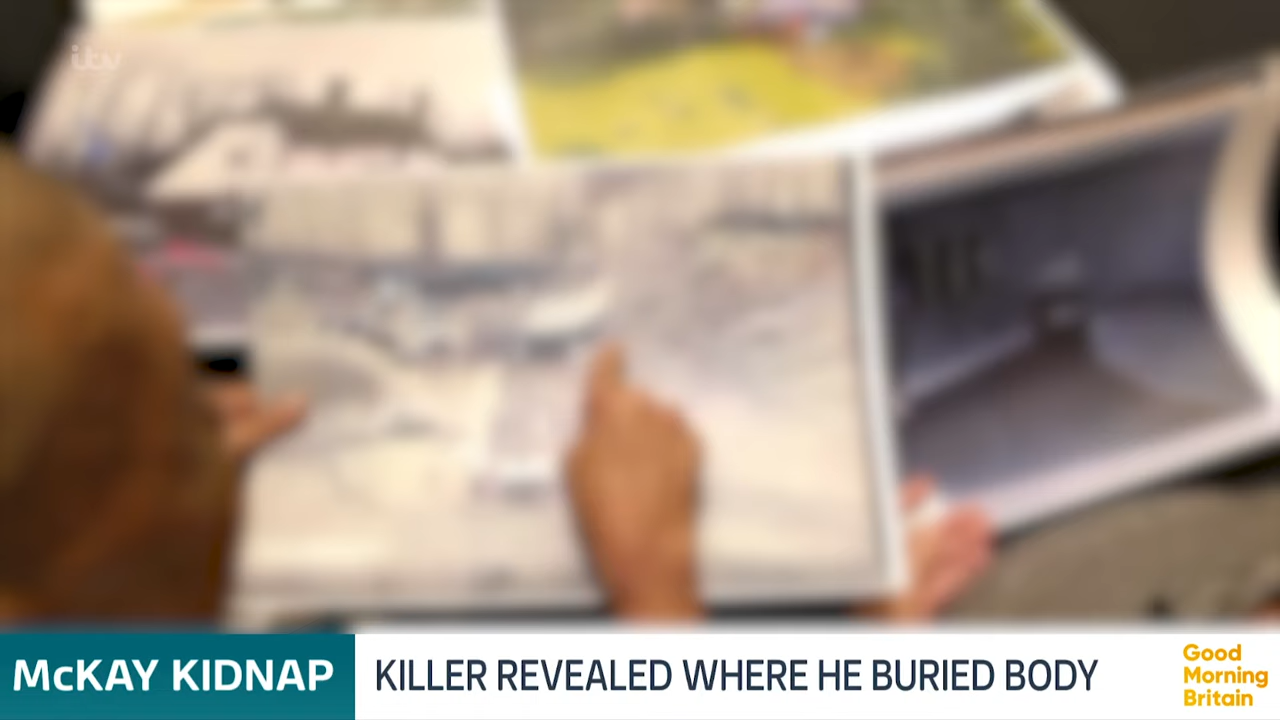 itv
McKAY KIDNAP
KILLER REVEALED WHERE HE BURIED BODY
Good
Morning
Britain